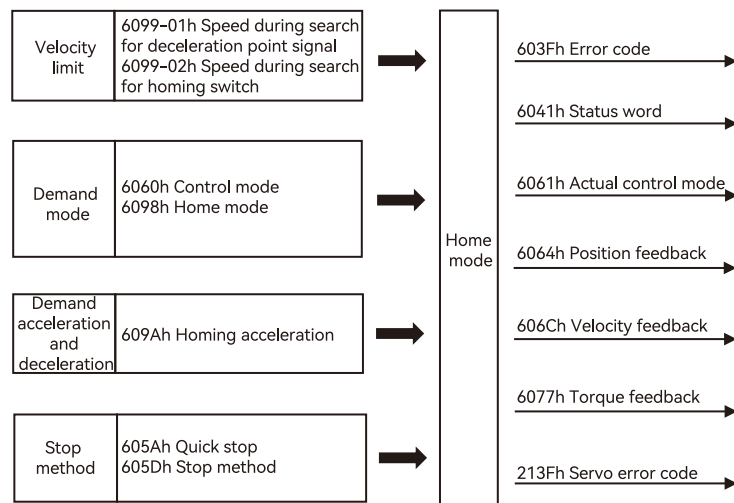 Velocity
limit
6099-01h Speed during search
for deceleration point signal
6099-02h Speed during search
for homing switch
Demand
mode
6060h Control mode
6098h Home mode
Demand
acceleration
and
deceleration
609Ah Homing acceleration
Stop
method
605Ah Quick stop
605Dh Stop method
Home
mode
603Fh Error code
6041h Status word
6061h Actual control mode
6064h Position feedback
606Ch Velocity feedback
6077h Torque feedback
213Fh Servo error code